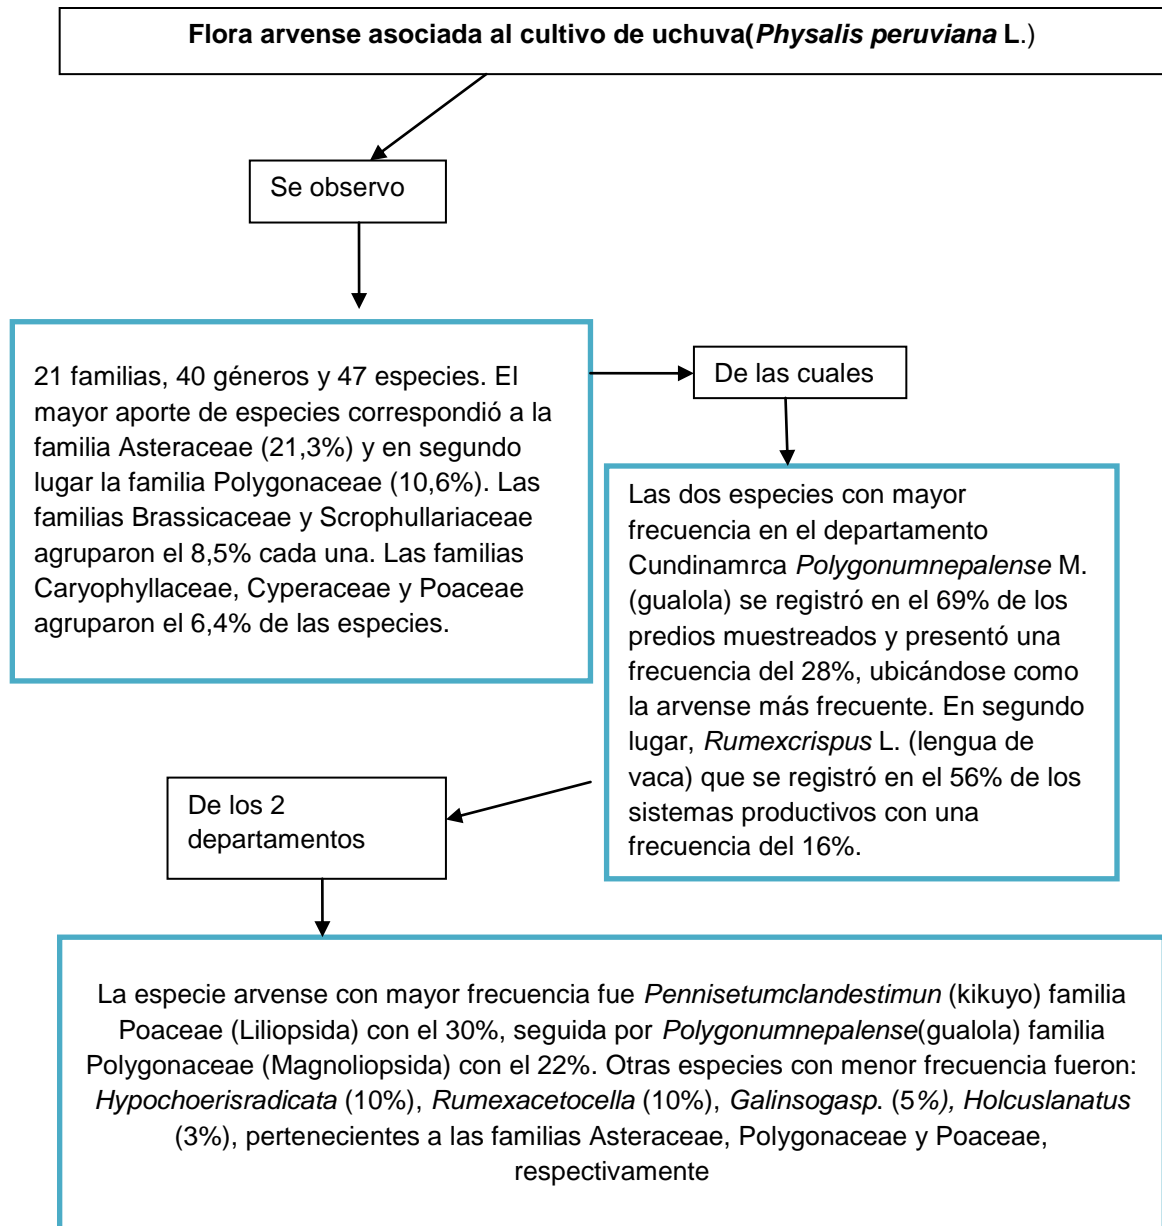 Flora arvense asociada al cultivo de uchuva(Physalis peruviana L.)
Se observo
21 familias, 40 géneros y 47 especies. El
mayor aporte de especies correspondió a la
familia Asteraceae (21,3%) y en segundo
lugar la familia Polygonaceae (10,6%). Las
familias Brassicaceae y Scrophullariaceae
agruparon el 8,5% cada una. Las familias
Caryophyllaceae, Cyperaceae y Poaceae
agruparon el 6,4% de las especies.
De las cuales
Las dos especies con mayor
frecuencia en el departamento
Cundinamrca Polygonumnepalense M.
(gualola) se registró en el 69% de los
predios muestreados y presentó una
frecuencia del 28%, ubicándose como
la arvense más frecuente. En segundo
lugar, Rumexcrispus L. (lengua de
vaca) que se registró en el 56% de los
sistemas productivos con una
frecuencia del 16%.
De los 2
departamentos
La especie arvense con mayor frecuencia fue Pennisetumclandestimun (kikuyo) familia
Poaceae (Liliopsida) con el 30%, seguida por Polygonumnepalense(gualola) familia
Polygonaceae (Magnoliopsida) con el 22%. Otras especies con menor frecuencia fueron:
Hypochoerisradicata (10%), Rumexacetocella (10%), Galinsogasp. (5%), Holcuslanatus
(3%), pertenecientes a las familias Asteraceae, Polygonaceae y Poaceae,
respectivamente